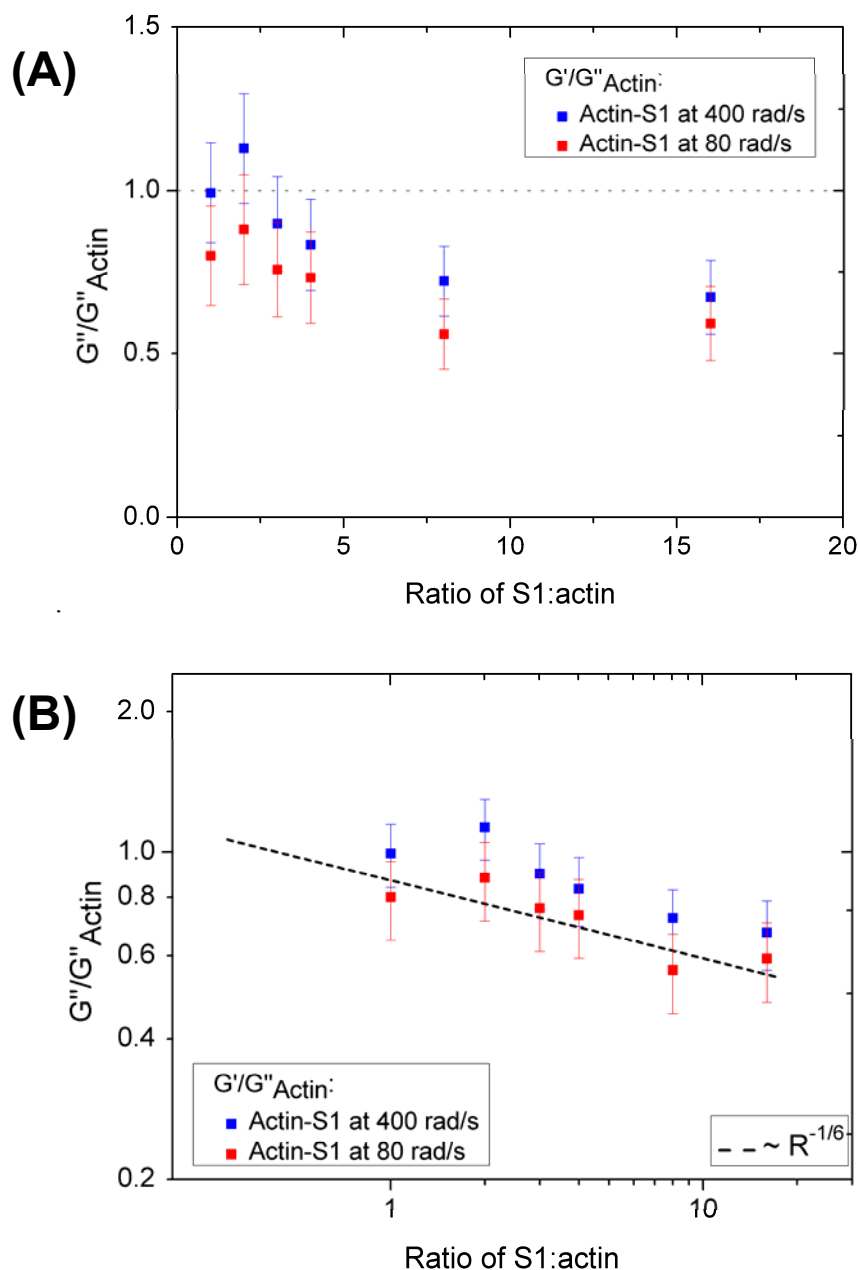 (A)
1.5
1.0
0.5
0.0
G''/G''Actin
G'/G''Actin:
Actin-S1 at 400 rad/s
Actin-S1 at 80 rad/s
0 5 10 15 20
Ratio of S1:actin
(B)
2.0
1.0
0.8
0.6
0.4
0.2
G''/G''Actin
G'/G''Actin:
Actin-S1 at 400 rad/s
Actin-S1 at 80 rad/s
~ R-1/6
1 10
Ratio of S1:actin